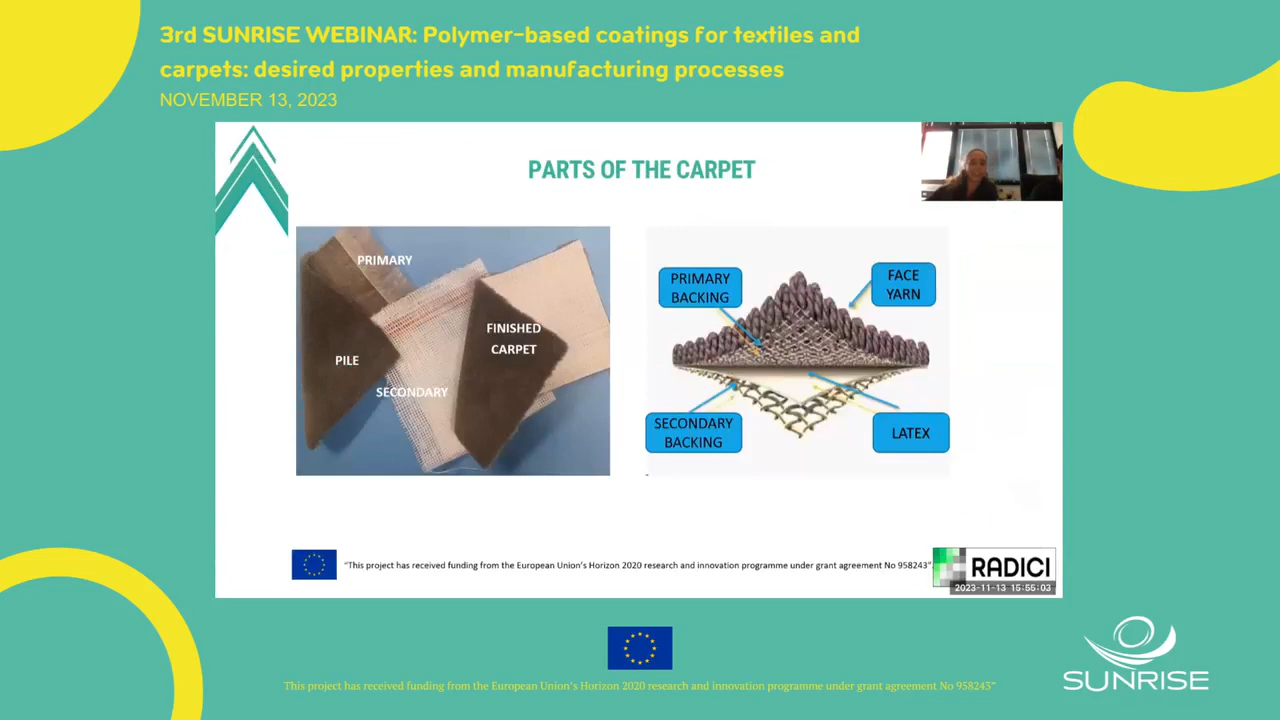 3rd SUNRISE WEBINAR: Polymer-based coatings for textiles and
carpets: desired properties and manufacturing processes
NOVEMBER 13, 2023
PARTS OF THE CARPET
PRIMARY
PILE
SECONDARY
FINISHED
CARPET
PRIMARY
BACKING
FACE
YARN
SECONDARY
BACKING
LATEX
"This project has received funding from the European Union's Horizon 2020 research and innovation programme under grant agreement No 958243"
RADICI
2023-11-13 15:55:03
This project has received funding from the European Union's Horizon 2020 research and innovation programme under grant agreement No 958243"
SUNRISE